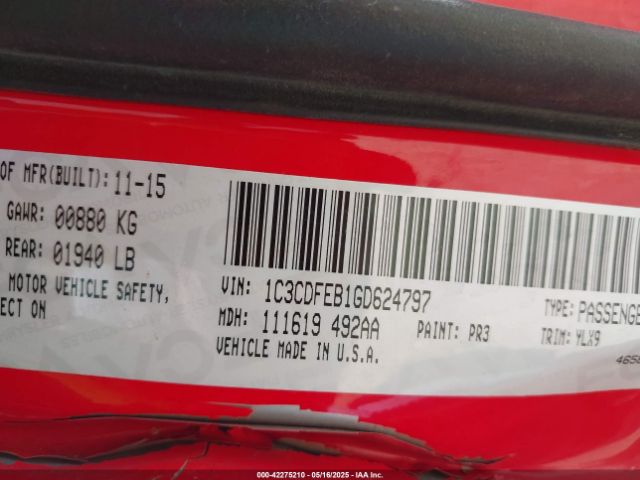 OF MFR(BUILT): 11-15
GAWR: 00880 KG
REAR: 01940 LB
MOTOR VEHICLE SAFETY,
ECT ON
VIN: 1C3CDFEB1GD624797
MDH: 111619 492AA
PAINT: PR3
VEHICLE MADE IN U.S.A.
TYPE: PASSENGE
TRIM: YLX9
465
000-42275210 - 05/16/2025 - IAA Inc.